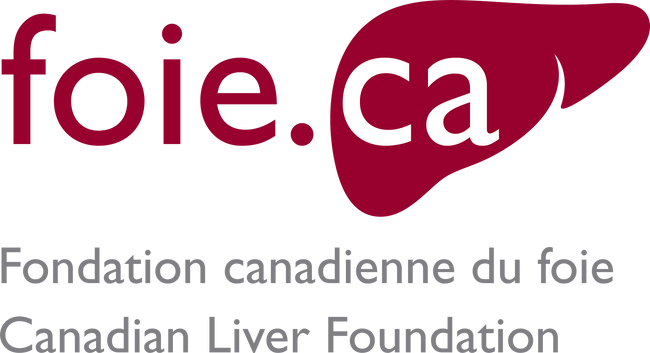 foie.ca
Fondation canadienne du foie
Canadian Liver Foundation